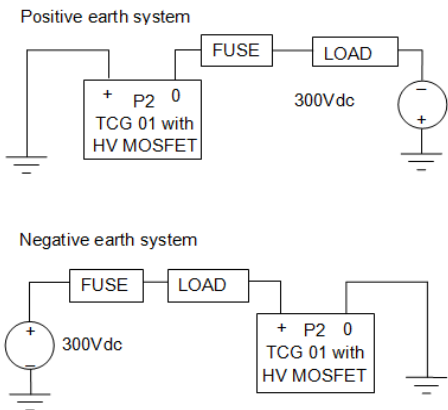 Positive earth system
FUSE
LOAD
+ P2 0
TCG 01 with
HV MOSFET
300Vdc
−
+
Negative earth system
FUSE
LOAD
+
−
300Vdc
+ P2 0
TCG 01 with
HV MOSFET